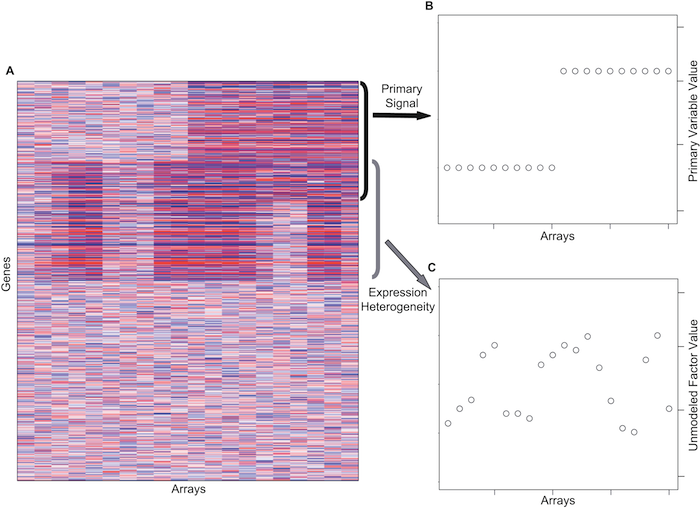 A
Genes
Arrays
Primary
Signal
Expression
Heterogeneity
B
Primary Variable Value
Arrays
C
Unmodeled Factor Value
Arrays